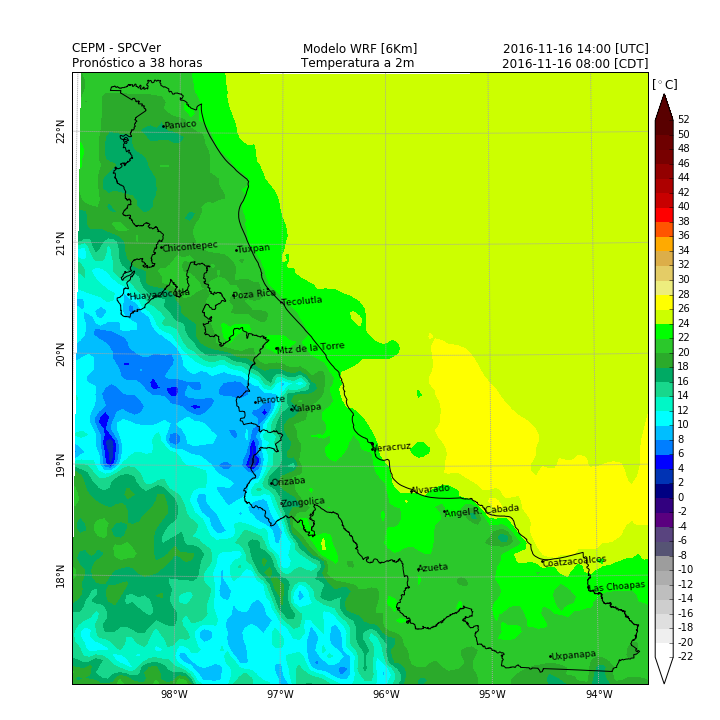 CEPM - SPCVer Modelo WRF [6Km] 2016-11-16 14:00 [UTC]
Pronóstico a 38 horas Temperatura a 2m 2016-11-16 08:00 [CDT]
[°C]
52
50
48
46
44
42
40
38
36
34
32
30
28
26
24
22
20
18
16
14
12
10
8
6
4
2
0
-2
-4
-6
-8
-10
-12
-14
-16
-18
-20
-22
22°N
21°N
20°N
19°N
18°N
Panuco
Chicontepec
Tuxpan
Huayacocotla
Poza Rica
Tecolutla
Mtz de la Torre
Perote
Xalapa
Veracruz
Orizaba
Alvarado
Zongolica
Angel R. Cabada
Azueta
Coatzacoalcos
Las Choapas
Uxpanapa
98°W 97°W 96°W 95°W 94°W